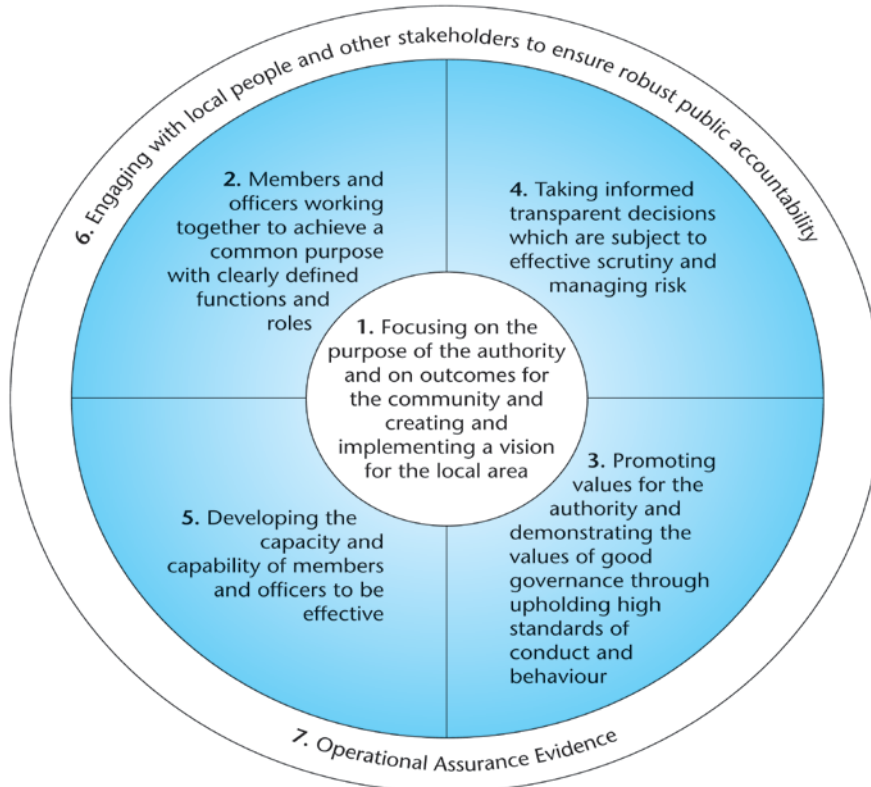 6. Engaging with local people and other stakeholders to ensure robust public accountability
2. Members and
officers working
together to achieve a
common purpose
with clearly defined
functions and
roles
4. Taking informed
transparent decisions
which are subject to
effective scrutiny and
managing risk
1. Focusing on the
purpose of the authority
and on outcomes for
the community and
creating and
implementing a vision
for the local area
5. Developing the
capacity and
capability of members
and officers to be
effective
3. Promoting
values for the
authority and
demonstrating the
values of good
governance through
upholding high
standards of
conduct and
behaviour
7. Operational Assurance Evidence